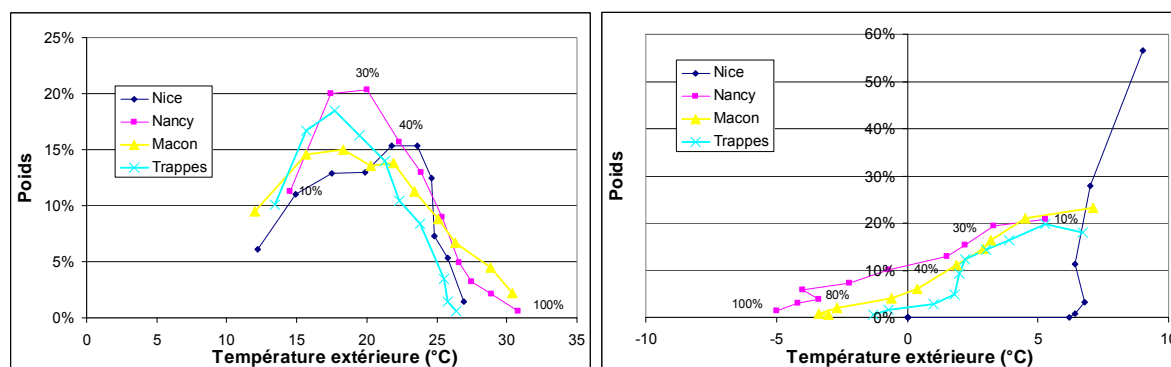 25%
20%
15%
10%
5%
0%
Poids
Nice
Nancy
Macon
Trappes
30%
40%
10%
100%
0 5 10 15 20 25 30 35
Température extérieure (°C)
60%
50%
40%
30%
20%
10%
0%
Poids
Nice
Nancy
Macon
Trappes
30%
10%
40%
80%
100%
-10 -5 0 5 10
Température extérieure (°C)